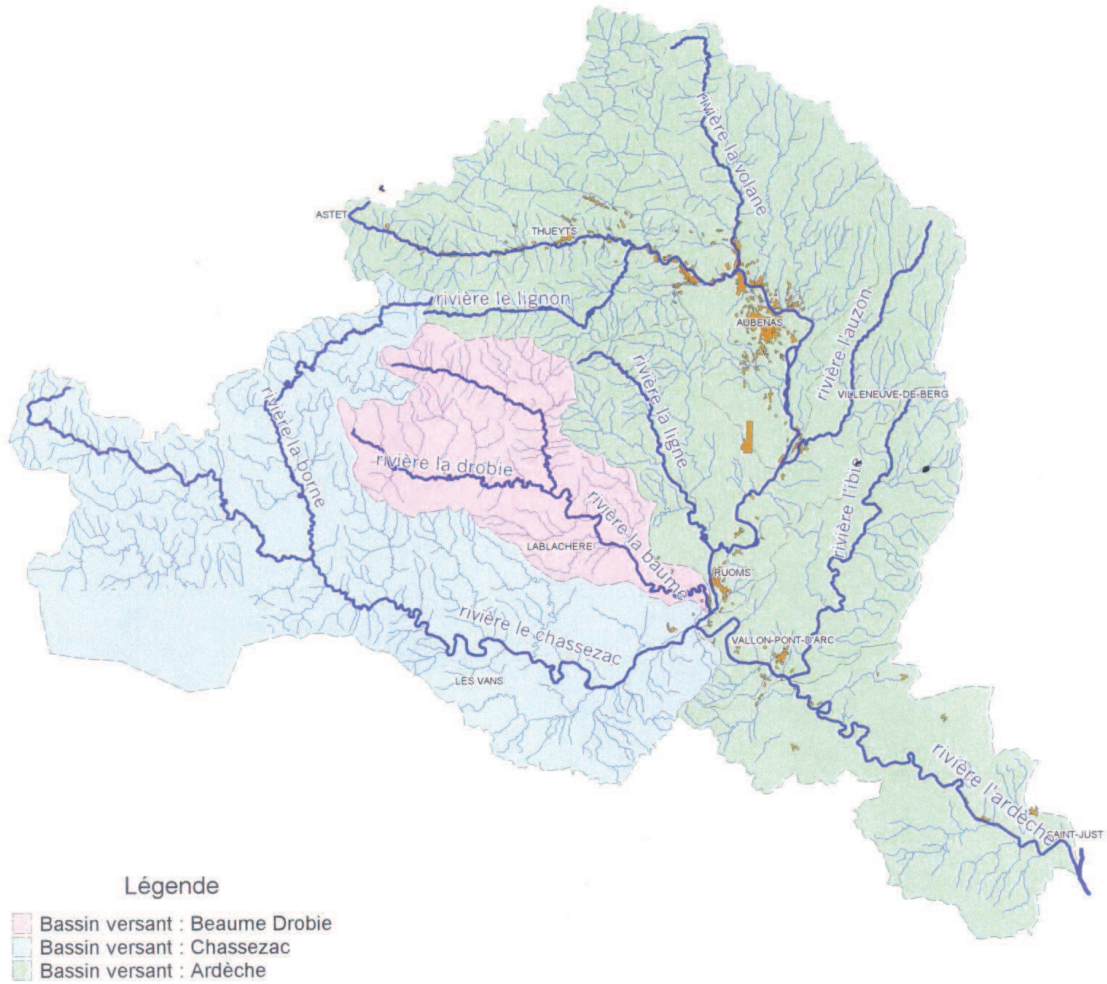 rivière la volane
ASTET
THUEYTS
rivière le lignon
AUBENAS
rivière l'auzon
VILLENEUVE-DE-BERG
rivière la ligne
rivière la borne
rivière la drobie
rivière l'ibie
LABLACHERE
rivière la baume
RUOMS
rivière le chassezac
VALLON-PONT-D'ARC
LES VANS
rivière l'ardèche
SAINT-JUST
Légende
Bassin versant : Beaume Drobie
Bassin versant : Chassezac
Bassin versant : Ardèche